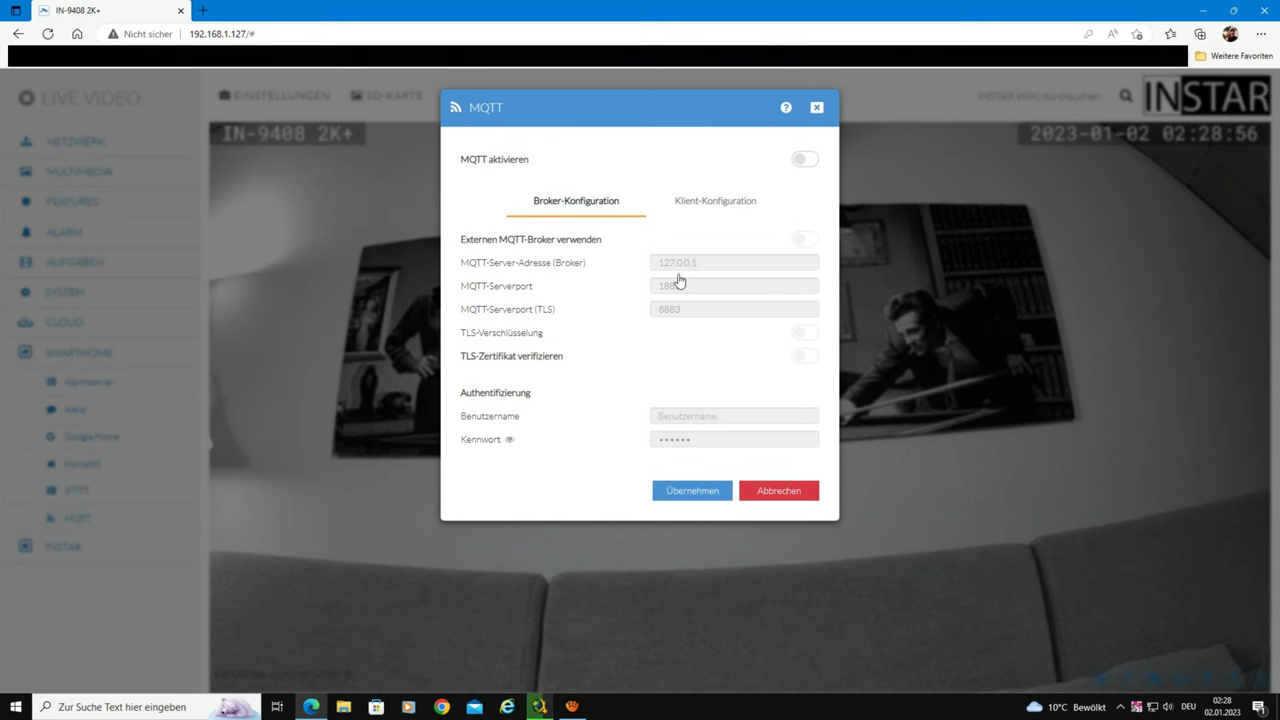 IN-9408 2K+
Nicht sicher
192.168.1.127/#
Weitere Favoriten
LIVE VIDEO
EINSTELLUNGEN
SD-KARTE
INSTAR Wiki durchsuchen
INSTAR
NETZWERK
MULTIMEDIA
FEATURES
ALARM
AUFGABEN
SYSTEM
CLOUD
SMARTHOME
Alarmserver
Alexa
Google Home
HomeKit
IFTTT
MQTT
INSTAR
IN-9408 2K+
2023-01-02 02:28:56
MQTT
MQTT aktivieren
Broker-Konfiguration
Klient-Konfiguration
Externen MQTT-Broker verwenden
MQTT-Server-Adresse (Broker)
127.0.0.1
MQTT-Serverport
MQTT-Serverport (TLS)
8883
TLS-Verschlüsselung
TLS-Zertifikat verifizieren
Authentifizierung
Benutzername
Benutzername
Kennwort
••••••
Übernehmen
Abbrechen
Zur Suche Text hier eingeben
10°C Bewölkt
DEU
02:28
02.01.2023